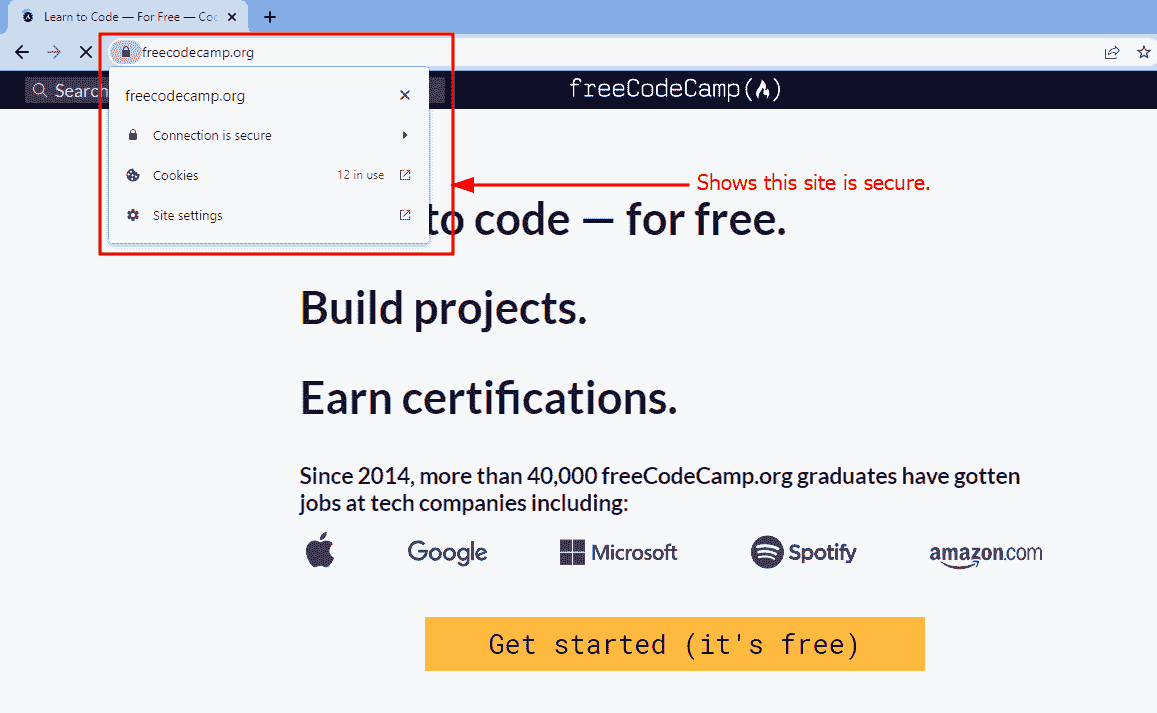 Learn to Code — For Free — Co
freecodecamp.org
Search
freeCodeCamp
freecodecamp.org
Connection is secure
Cookies 12 in use
Site settings
Shows this site is secure.
to code — for free.
Build projects.
Earn certifications.
Since 2014, more than 40,000 freeCodeCamp.org graduates have gotten
jobs at tech companies including:
Google Microsoft Spotify amazon.com
Get started (it's free)